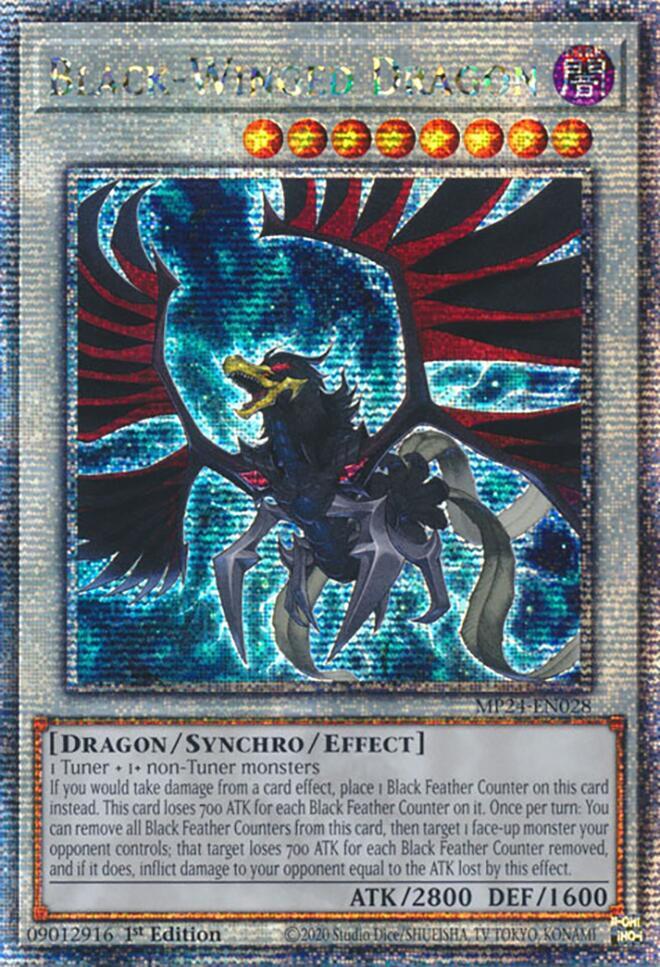 Black-Winged Dragon
闇
MP24-EN028
[Dragon/Synchro/Effect]
1 Tuner + 1+ non-Tuner monsters
If you would take damage from a card effect, place 1 Black Feather Counter on this card
instead. This card loses 700 ATK for each Black Feather Counter on it. Once per turn: You
can remove all Black Feather Counters from this card, then target 1 face-up monster your
opponent controls; that target loses 700 ATK for each Black Feather Counter removed,
and if it does, inflict damage to your opponent equal to the ATK lost by this effect.
ATK/2800 DEF/1600
09012916 1st Edition ©2020 Studio Dice/SHUEISHA, TV TOKYO, KONAMI